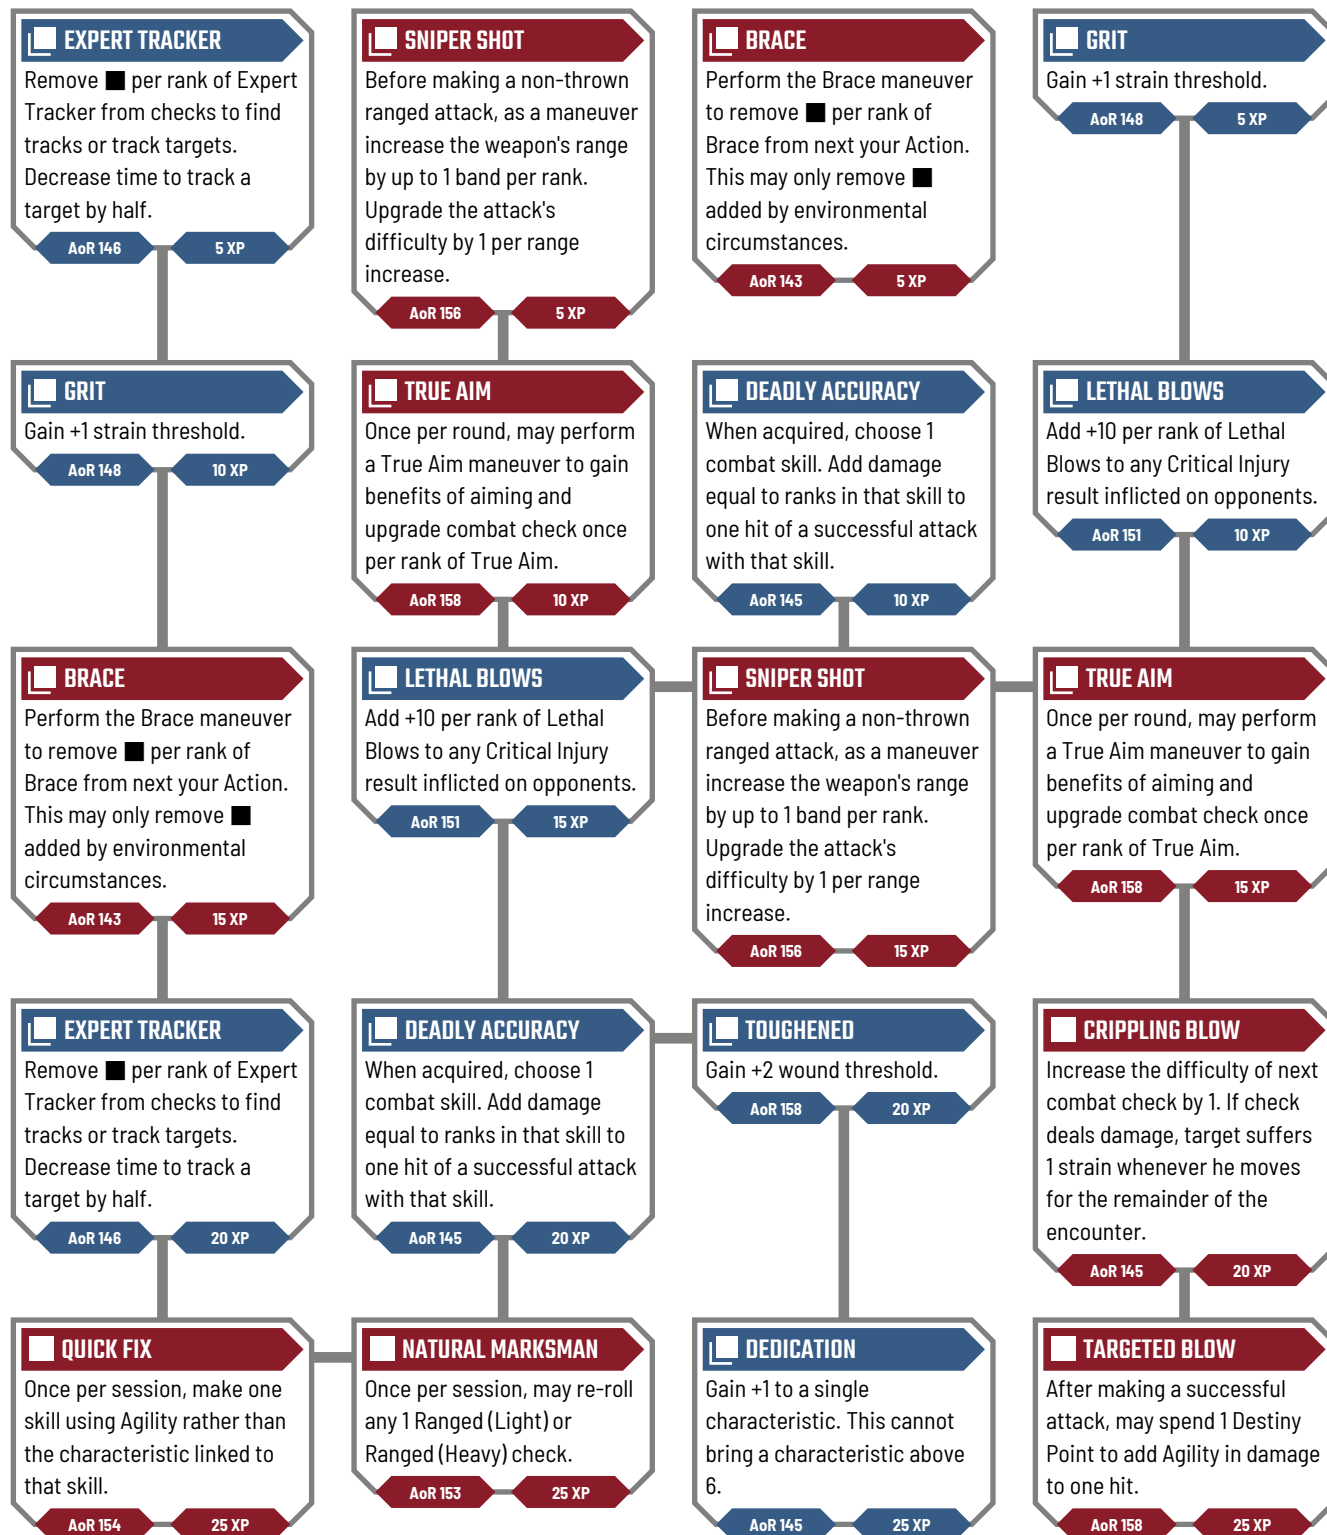 EXPERT TRACKER
Remove ■ per rank of Expert
Tracker from checks to find
tracks or track targets.
Decrease time to track a
target by half.
AoR 146
5 XP
SNIPER SHOT
Before making a non-thrown
ranged attack, as a maneuver
increase the weapon's range
by up to 1 band per rank.
Upgrade the attack's
difficulty by 1 per range
increase.
AoR 156
5 XP
BRACE
Perform the Brace maneuver
to remove ■ per rank of
Brace from next your Action.
This may only remove ■
added by environmental
circumstances.
AoR 143
5 XP
GRIT
Gain +1 strain threshold.
AoR 148
5 XP
GRIT
Gain +1 strain threshold.
AoR 148
10 XP
TRUE AIM
Once per round, may perform
a True Aim maneuver to gain
benefits of aiming and
upgrade combat check once
per rank of True Aim.
AoR 158
10 XP
DEADLY ACCURACY
When acquired, choose 1
combat skill. Add damage
equal to ranks in that skill to
one hit of a successful attack
with that skill.
AoR 145
10 XP
LETHAL BLOWS
Add +10 per rank of Lethal
Blows to any Critical Injury
result inflicted on opponents.
AoR 151
10 XP
BRACE
Perform the Brace maneuver
to remove ■ per rank of
Brace from next your Action.
This may only remove ■
added by environmental
circumstances.
AoR 143
15 XP
LETHAL BLOWS
Add +10 per rank of Lethal
Blows to any Critical Injury
result inflicted on opponents.
AoR 151
15 XP
SNIPER SHOT
Before making a non-thrown
ranged attack, as a maneuver
increase the weapon's range
by up to 1 band per rank.
Upgrade the attack's
difficulty by 1 per range
increase.
AoR 156
15 XP
TRUE AIM
Once per round, may perform
a True Aim maneuver to gain
benefits of aiming and
upgrade combat check once
per rank of True Aim.
AoR 158
15 XP
EXPERT TRACKER
Remove ■ per rank of Expert
Tracker from checks to find
tracks or track targets.
Decrease time to track a
target by half.
AoR 146
20 XP
DEADLY ACCURACY
When acquired, choose 1
combat skill. Add damage
equal to ranks in that skill to
one hit of a successful attack
with that skill.
AoR 145
20 XP
TOUGHENED
Gain +2 wound threshold.
AoR 158
20 XP
CRIPPLING BLOW
Increase the difficulty of next
combat check by 1. If check
deals damage, target suffers
1 strain whenever he moves
for the remainder of the
encounter.
AoR 145
20 XP
QUICK FIX
Once per session, make one
skill using Agility rather than
the characteristic linked to
that skill.
AoR 154
25 XP
NATURAL MARKSMAN
Once per session, may re-roll
any 1 Ranged (Light) or
Ranged (Heavy) check.
AoR 153
25 XP
DEDICATION
Gain +1 to a single
characteristic. This cannot
bring a characteristic above
6.
AoR 145
25 XP
TARGETED BLOW
After making a successful
attack, may spend 1 Destiny
Point to add Agility in damage
to one hit.
AoR 158
25 XP